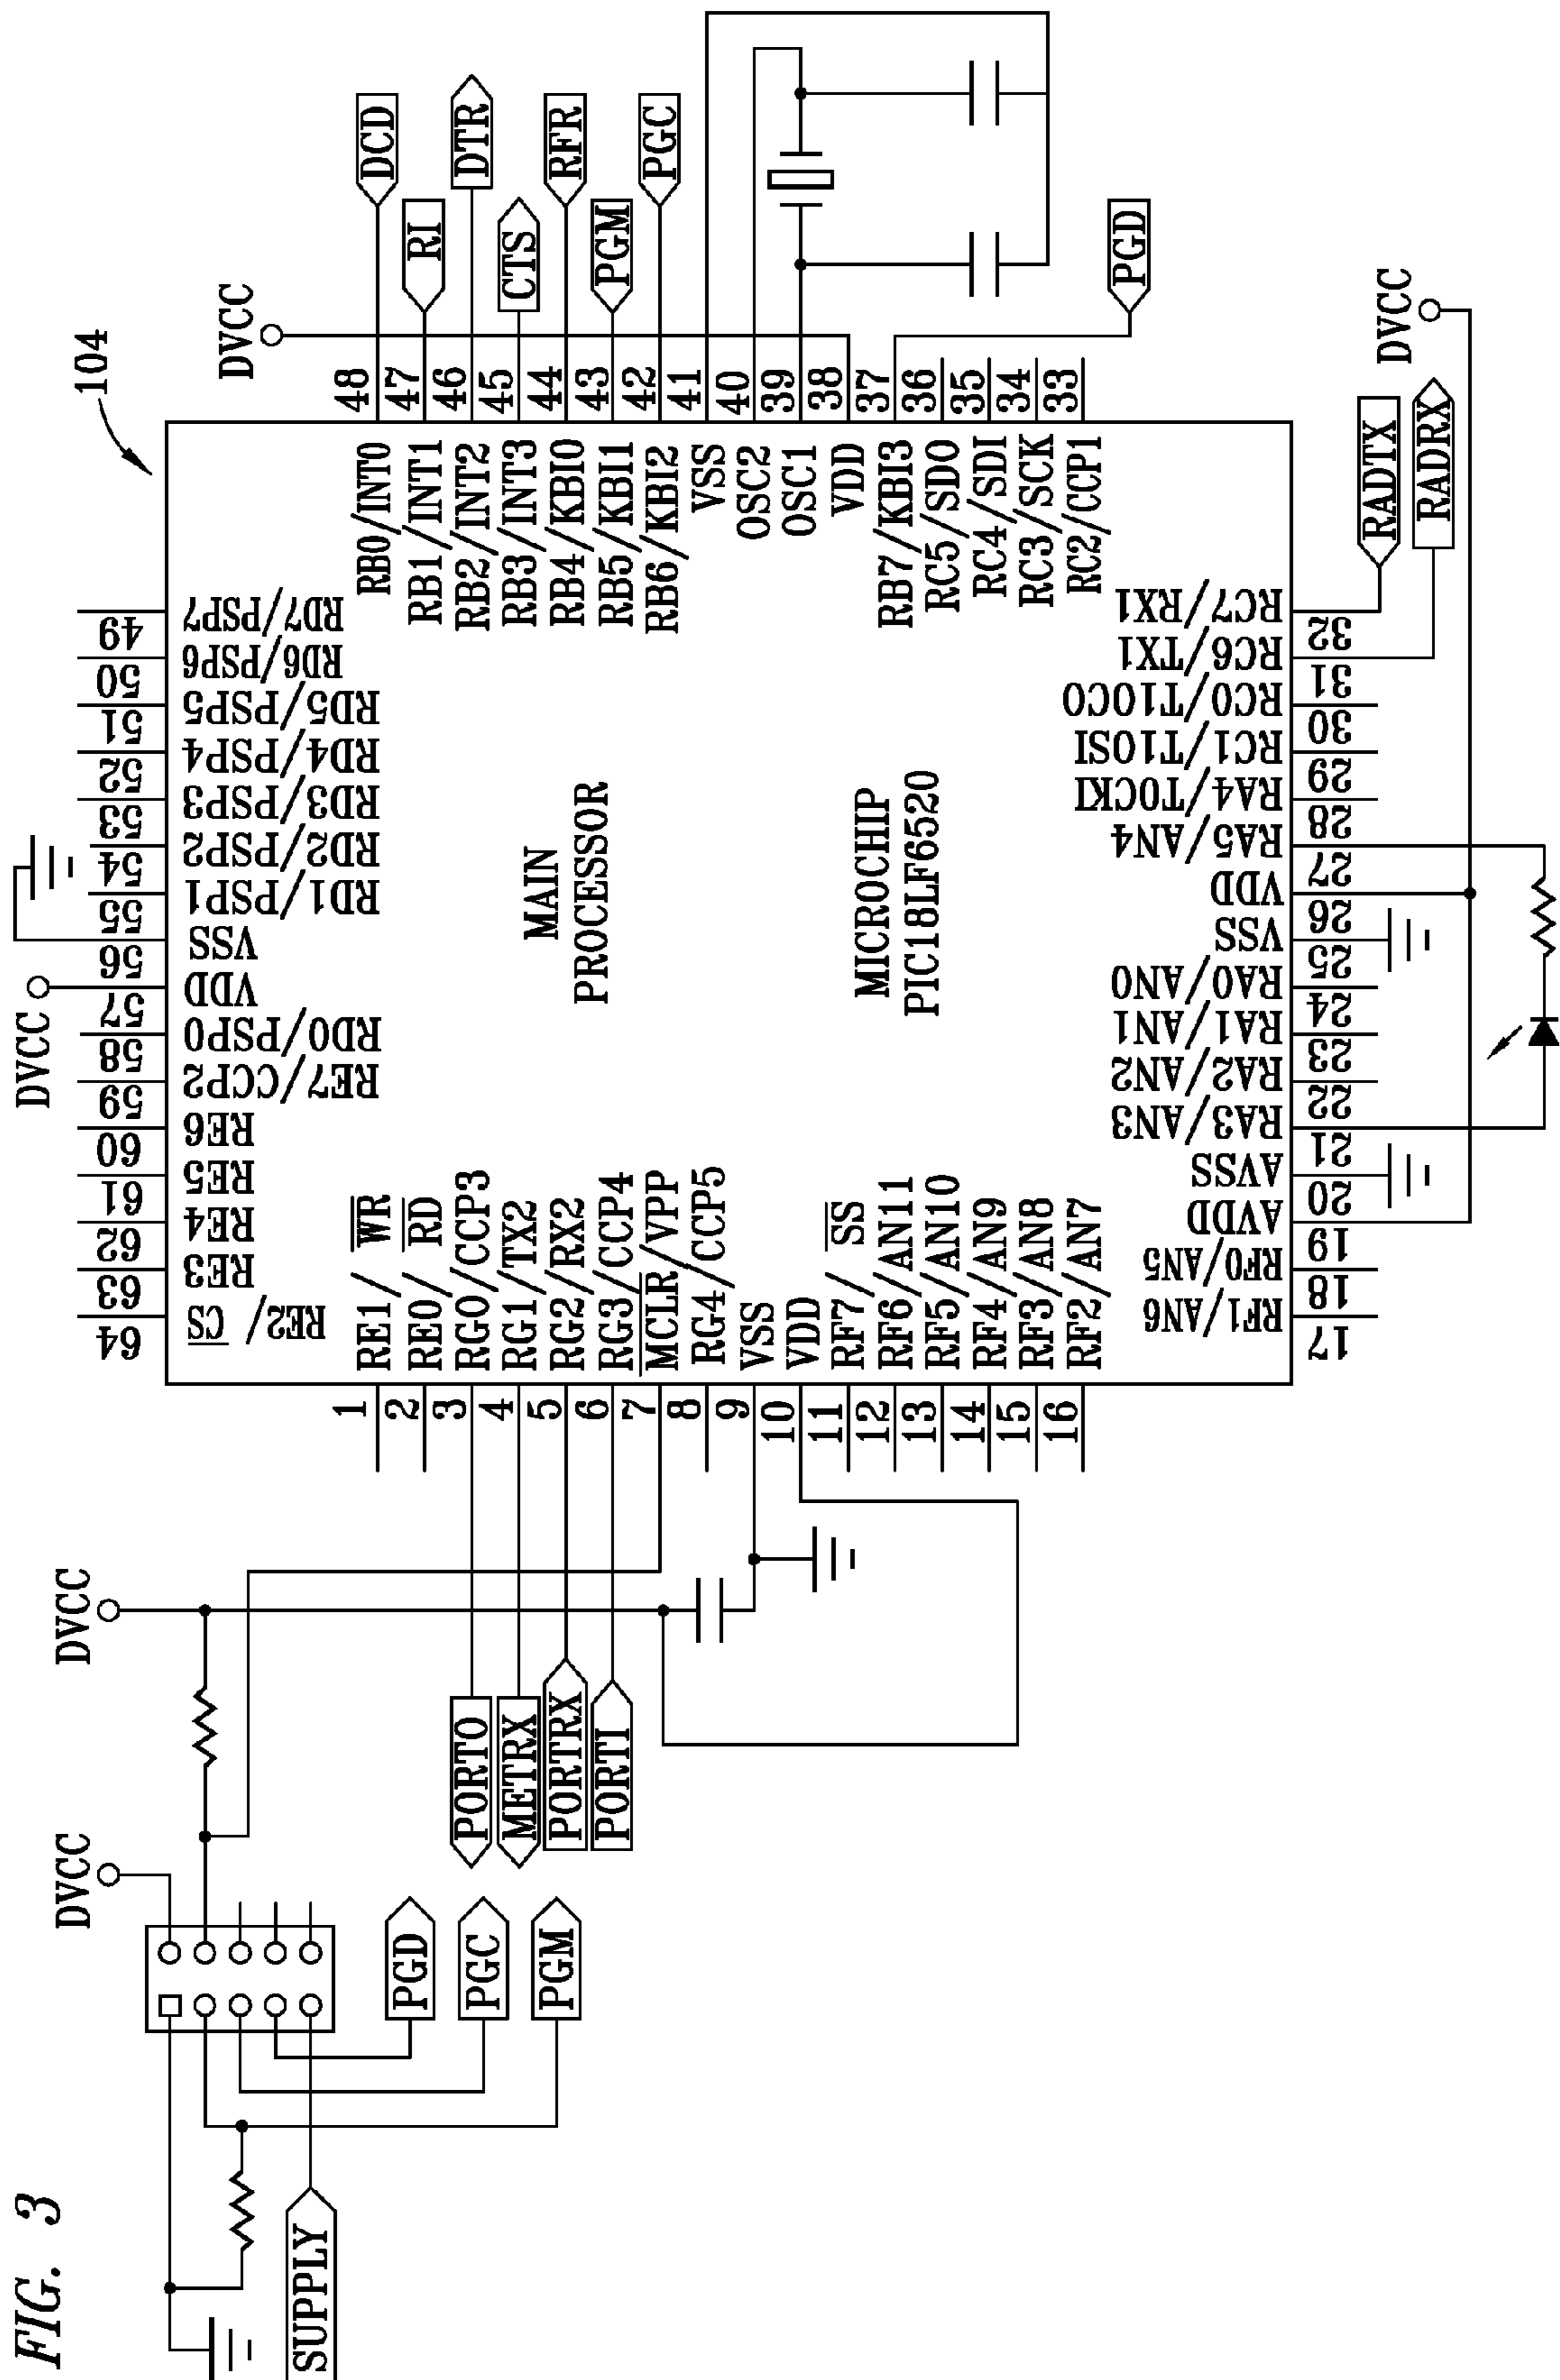 FIG. 3
104
MAIN
PROCESSOR
MICROCHIP
PIC18LF6520
DVCC
DVCC
SUPPLY
PGD
PGC
PGM
PORTO
METRX
PORTRX
PORTI
1 RE1/ WR
2 RE0/ RD
3 RG0/CCP3
4 RG1/TX2
5 RG2/RX2
6 RG3/CCP4
7 MCLR/VPP
8 RG4/CCP5
9 VSS
10 VDD
11 RF7/ SS
12 RF6/AN11
13 RF5/AN10
14 RF4/AN9
15 RF3/AN8
16 RF2/AN7
17 RF1/AN6
18 RF0/AN5
19 AVDD
20 AVSS
21 RA3/AN3
22 RA2/AN2
23 RA1/AN1
24 RA0/AN0
25 VSS
26 VDD
27 RA5/AN4
28 RA4/T0CKI
29 RC1/T1OSI
30 RC0/T1OCO
31 RC6/TX1
32 RC7/RX1
RADTX
RADRX
DVCC
33 RC2/CCP1
34 RC3/SCK
35 RC4/SDI
36 RC5/SDO
37 RB7/KBI3
38 VDD
39 OSC1
40 OSC2
41 VSS
42 RB6/KBI2
43 RB5/KBI1
44 RB4/KBI0
45 RB3/INT3
46 RB2/INT2
47 RB1/INT1
48 RB0/INT0
DVCC
DCD
RI
DTR
CTS
RFR
PGM
PGC
PGD
49 RD7/PSP7
50 RD6/PSP6
51 RD5/PSP5
52 RD4/PSP4
53 RD3/PSP3
54 RD2/PSP2
55 RD1/PSP1
56 VSS
57 VDD
58 RD0/PSP0
59 RE7/CCP2
60 RE6
61 RE5
62 RE4
63 RE3
64 RE2/ CS
DVCC